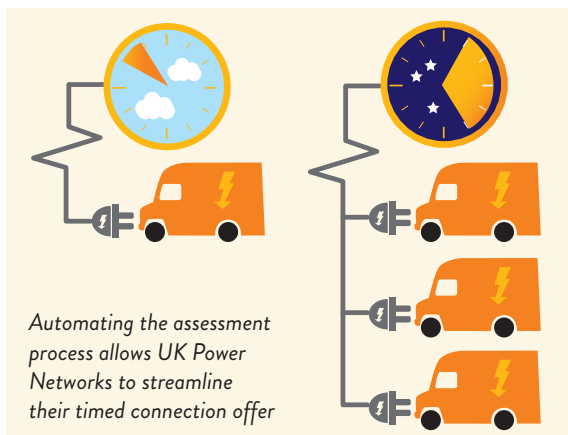 Automating the assessment
process allows UK Power
Networks to streamline
their timed connection offer